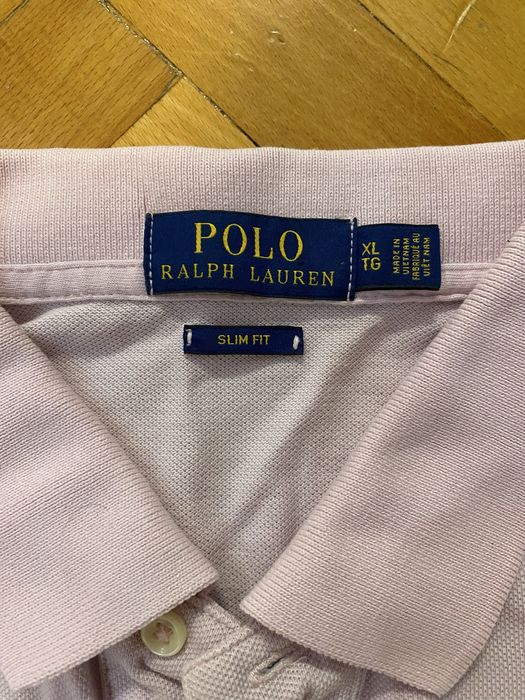 POLO
RALPH LAUREN
XL
TG
MADE IN
VIETNAM
FABRIQUÉ AU
VIÊT NAM
SLIM FIT